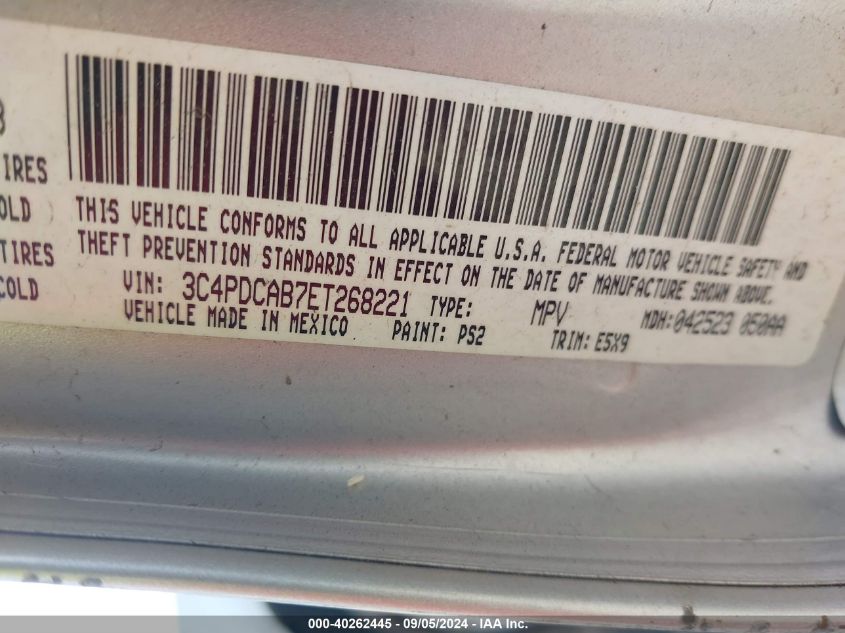 3
IRES
OLD
TIRES
COLD
THIS VEHICLE CONFORMS TO ALL APPLICABLE U.S.A. FEDERAL MOTOR VEHICLE SAFETY AND
THEFT PREVENTION STANDARDS IN EFFECT ON THE DATE OF MANUFACTURE SHOWN ABOVE.
VIN: 3C4PDCAB7ET268221 TYPE: MPV MDH:042523 050AA
VEHICLE MADE IN MEXICO PAINT: PS2 TRIM: E5X9
000-40262445 - 09/05/2024 - IAA Inc.